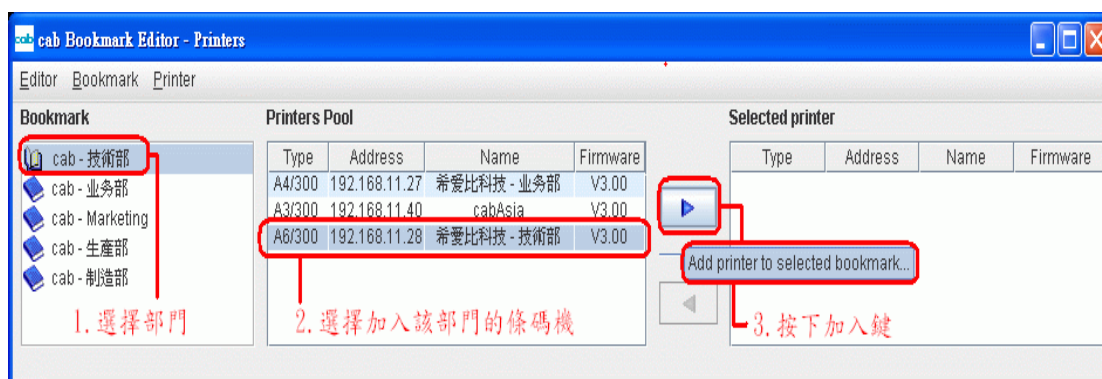 cab cab Bookmark Editor - Printers
Editor Bookmark Printer
Bookmark
Printers Pool
Selected printer
cab - 技術部
cab - 业务部
cab - Marketing
cab - 生產部
cab - 制造部
Type Address Name Firmware
A4/300 192.168.11.27 希爱比科技 - 业务部 V3.00
A3/300 192.168.11.40 cabAsia V3.00
A6/300 192.168.11.28 希愛比科技 - 技術部 V3.00
Type Address Name Firmware
Add printer to selected bookmark...
1. 選擇部門
2. 選擇加入該部門的條碼機
3. 按下加入鍵